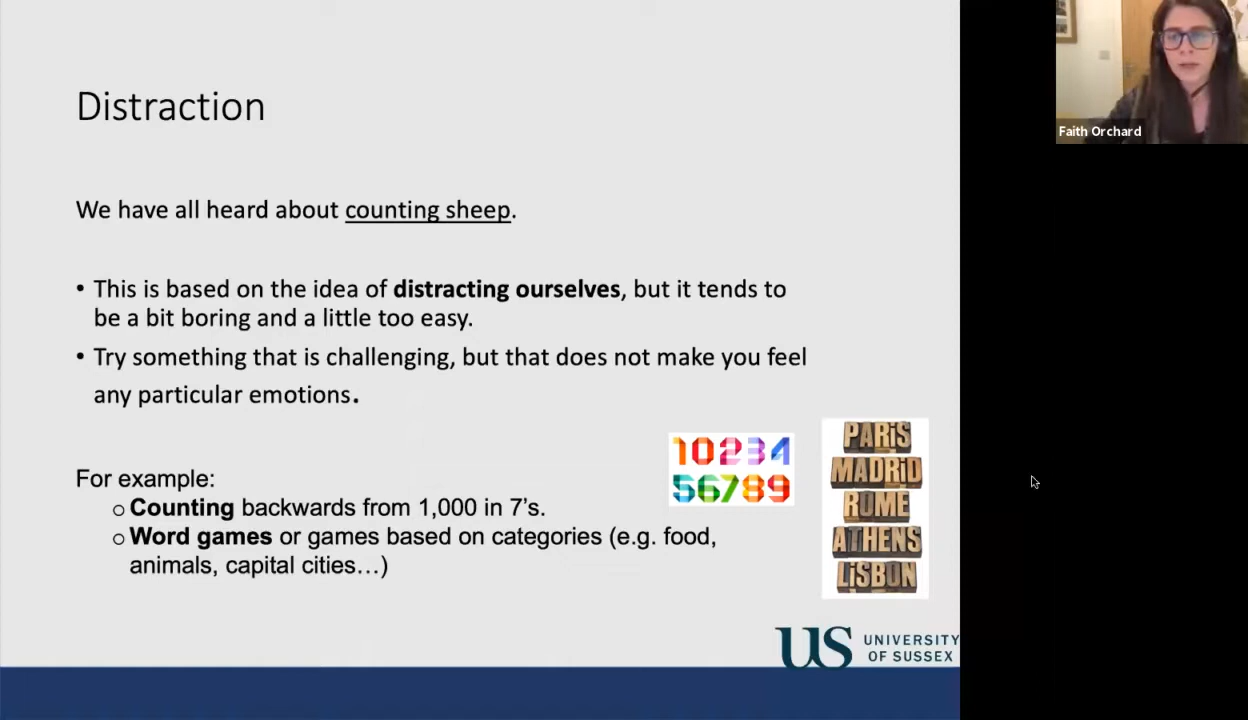 Distraction
We have all heard about counting sheep.
• This is based on the idea of distracting ourselves, but it tends to
be a bit boring and a little too easy.
• Try something that is challenging, but that does not make you feel
any particular emotions.
For example:
o Counting backwards from 1,000 in 7's.
o Word games or games based on categories (e.g. food,
animals, capital cities…)
10234
56789
PARiS
MADRiD
ROME
ATHENS
LiSBON
US UNIVERSITY
OF SUSSEX
Faith Orchard